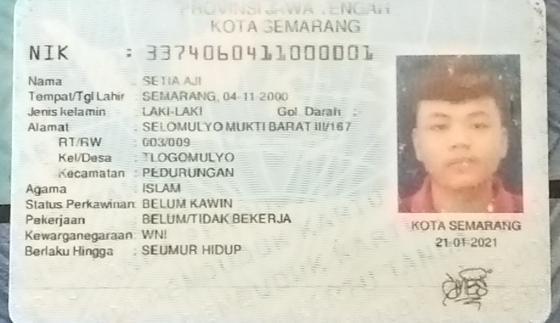 PROVINSI JAWA TENGAH
KOTA SEMARANG
NIK : 3374060411000001
Nama : SETIA AJI
Tempat/Tgl Lahir : SEMARANG, 04-11-2000
Jenis kelamin : LAKI-LAKI Gol. Darah :
Alamat : SELOMULYO MUKTI BARAT III/167
RT/RW : 003/009
Kel/Desa : TLOGOMULYO
Kecamatan : PEDURUNGAN
Agama : ISLAM
Status Perkawinan: BELUM KAWIN
Pekerjaan : BELUM/TIDAK BEKERJA
Kewarganegaraan: WNI
Berlaku Hingga : SEUMUR HIDUP
KOTA SEMARANG
21-01-2021